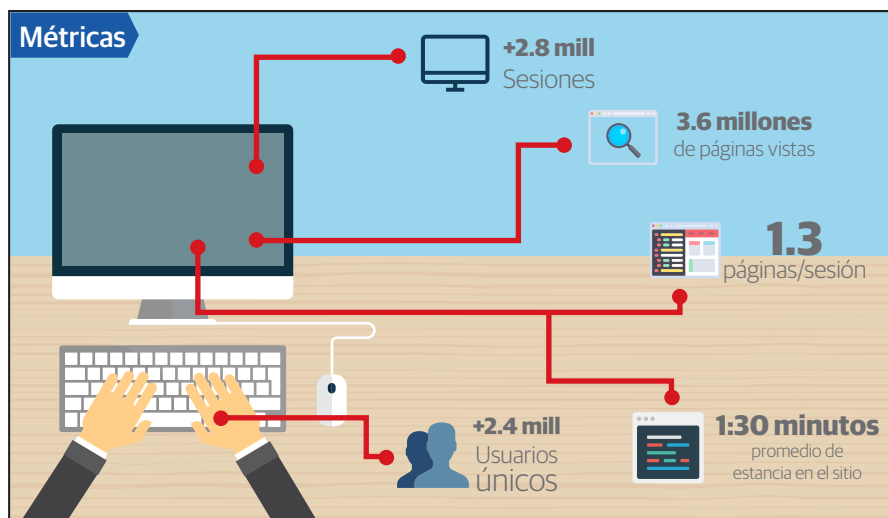 Métricas
+2.8 mill
Sesiones
3.6 millones
de páginas vistas
1.3
páginas/sesión
+2.4 mill
Usuarios
únicos
1:30 minutos
promedio de
estancia en el sitio